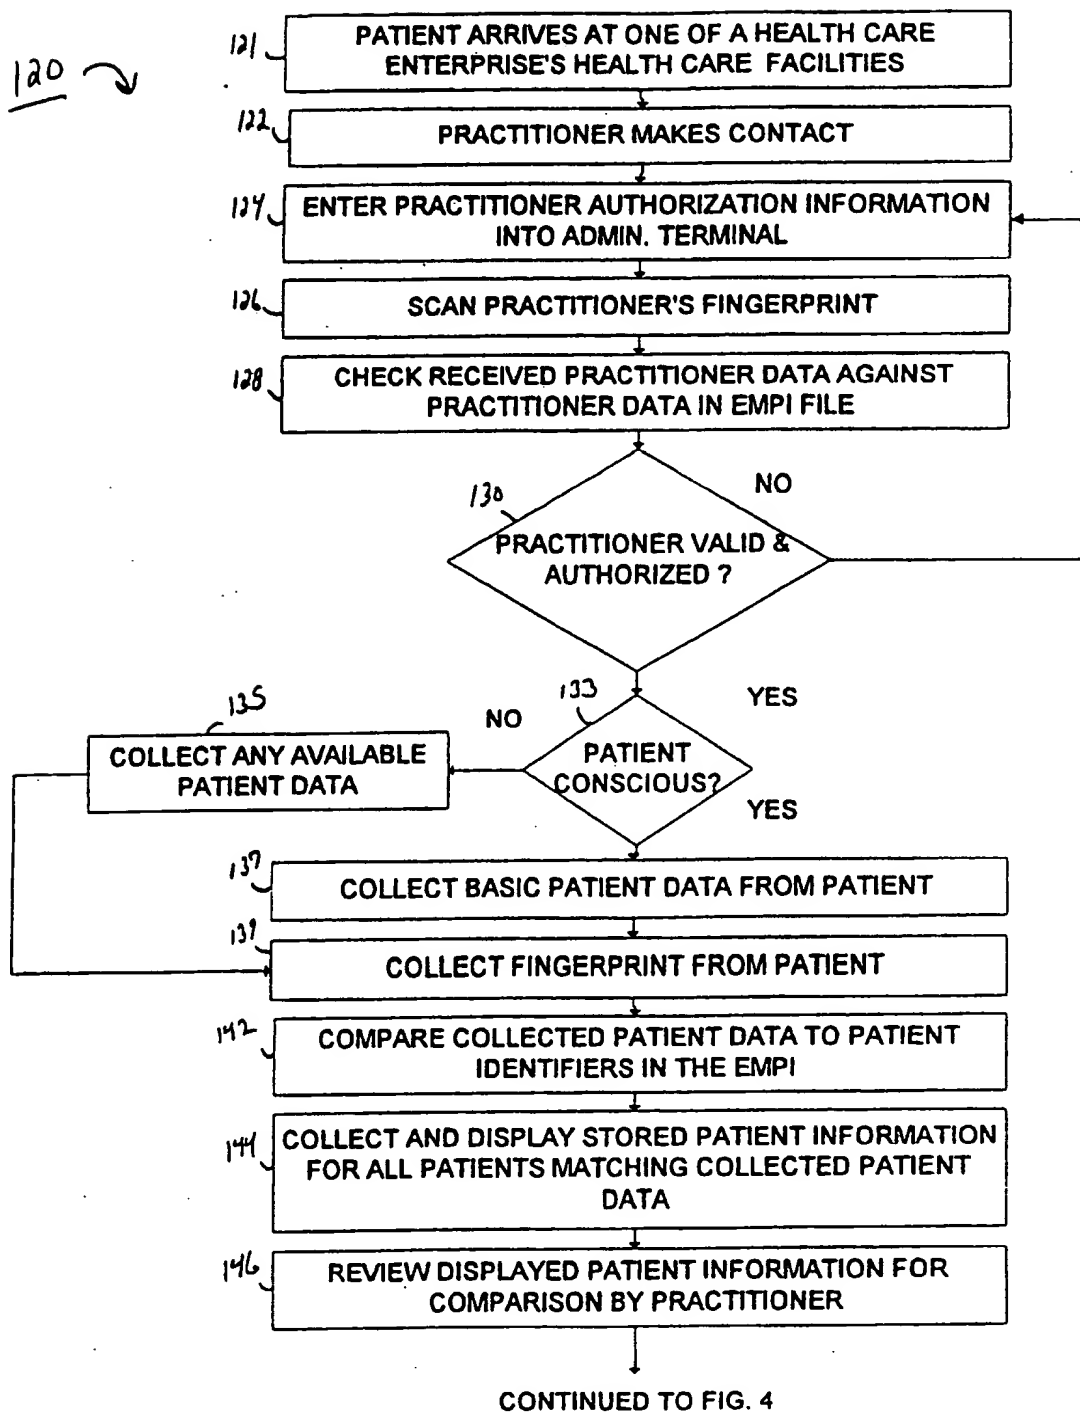 120
121
PATIENT ARRIVES AT ONE OF A HEALTH CARE
ENTERPRISE'S HEALTH CARE FACILITIES
122
PRACTITIONER MAKES CONTACT
124
ENTER PRACTITIONER AUTHORIZATION INFORMATION
INTO ADMIN. TERMINAL
126
SCAN PRACTITIONER'S FINGERPRINT
128
CHECK RECEIVED PRACTITIONER DATA AGAINST
PRACTITIONER DATA IN EMPI FILE
130
NO
PRACTITIONER VALID &
AUTHORIZED ?
YES
133
NO
PATIENT
CONSCIOUS?
YES
135
COLLECT ANY AVAILABLE
PATIENT DATA
137
COLLECT BASIC PATIENT DATA FROM PATIENT
139
COLLECT FINGERPRINT FROM PATIENT
142
COMPARE COLLECTED PATIENT DATA TO PATIENT
IDENTIFIERS IN THE EMPI
144
COLLECT AND DISPLAY STORED PATIENT INFORMATION
FOR ALL PATIENTS MATCHING COLLECTED PATIENT
DATA
146
REVIEW DISPLAYED PATIENT INFORMATION FOR
COMPARISON BY PRACTITIONER
CONTINUED TO FIG. 4